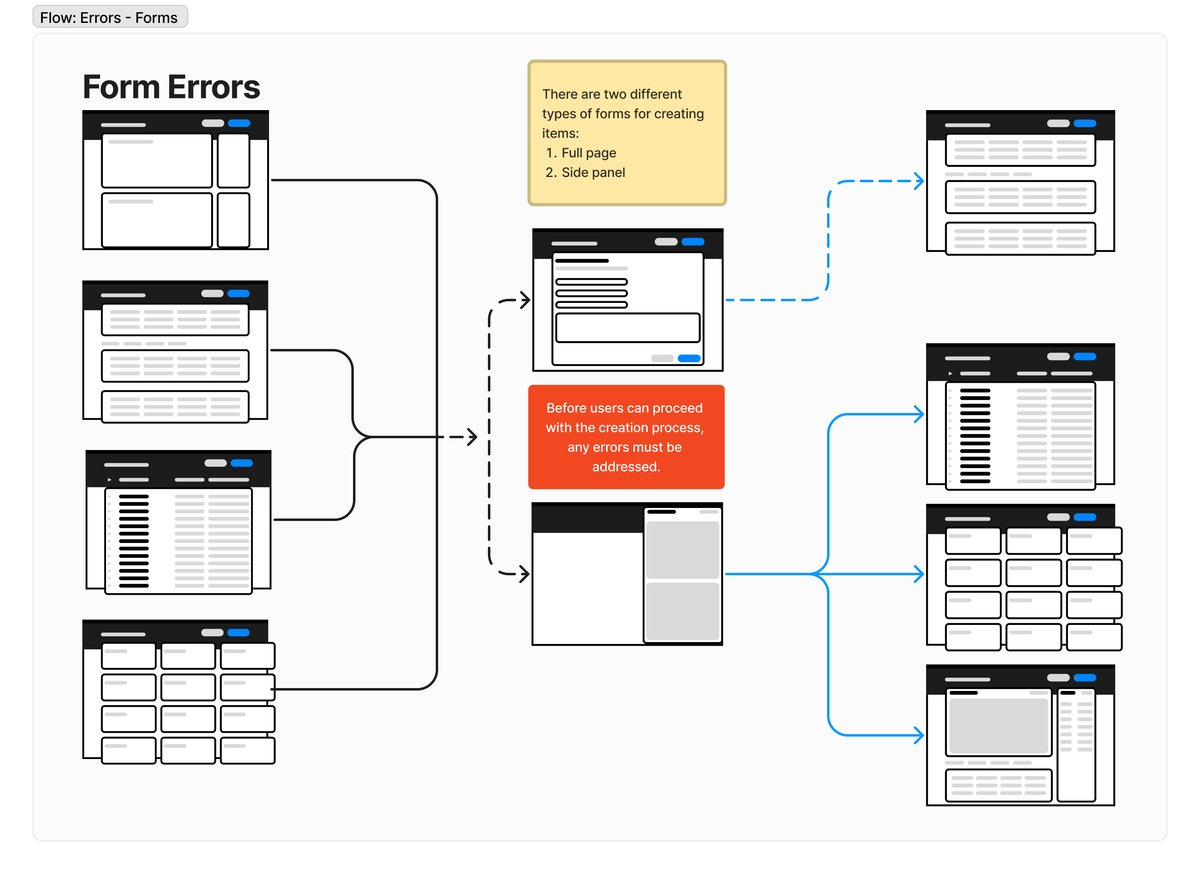 Flow: Errors - Forms
Form Errors
There are two different
types of forms for creating
items:
1. Full page
2. Side panel
Before users can proceed
with the creation process,
any errors must be
addressed.